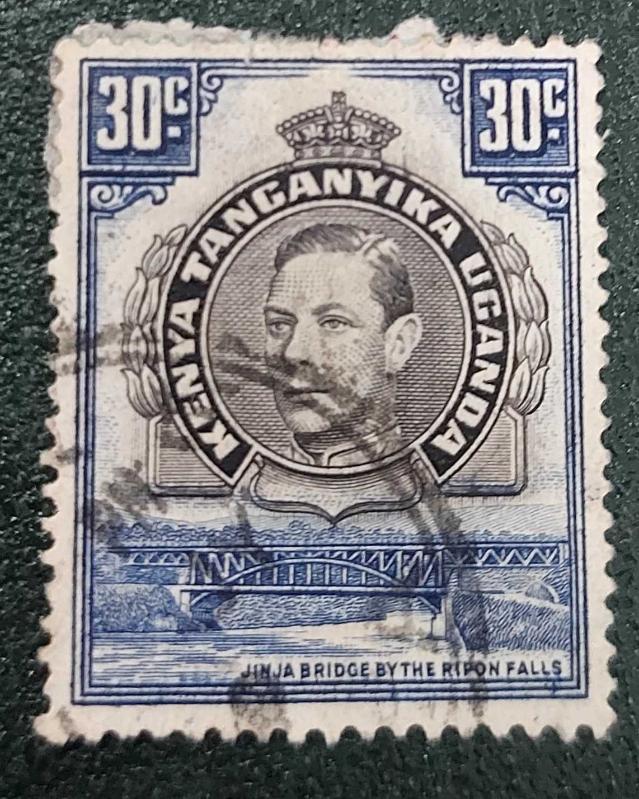 30c.
30c.
KENYA TANGANYIKA UGANDA
JINJA BRIDGE BY THE RIPON FALLS